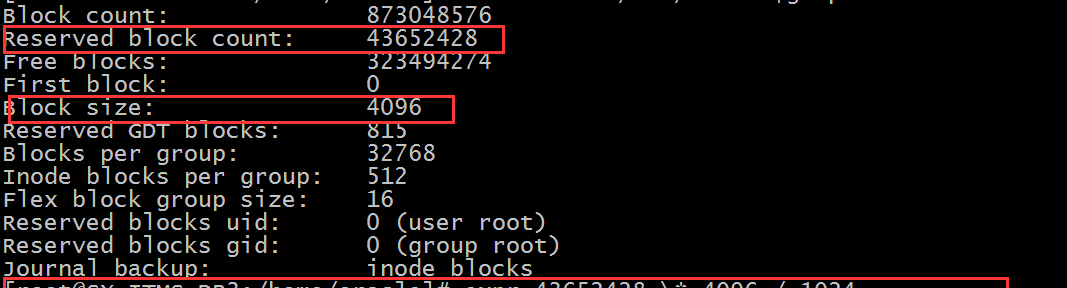 Block count: 873048576
Reserved block count: 43652428
Free blocks: 323494274
First block: 0
Block size: 4096
Reserved GDT blocks: 815
Blocks per group: 32768
Inode blocks per group: 512
Flex block group size: 16
Reserved blocks uid: 0 (user root)
Reserved blocks gid: 0 (group root)
Journal backup: inode blocks